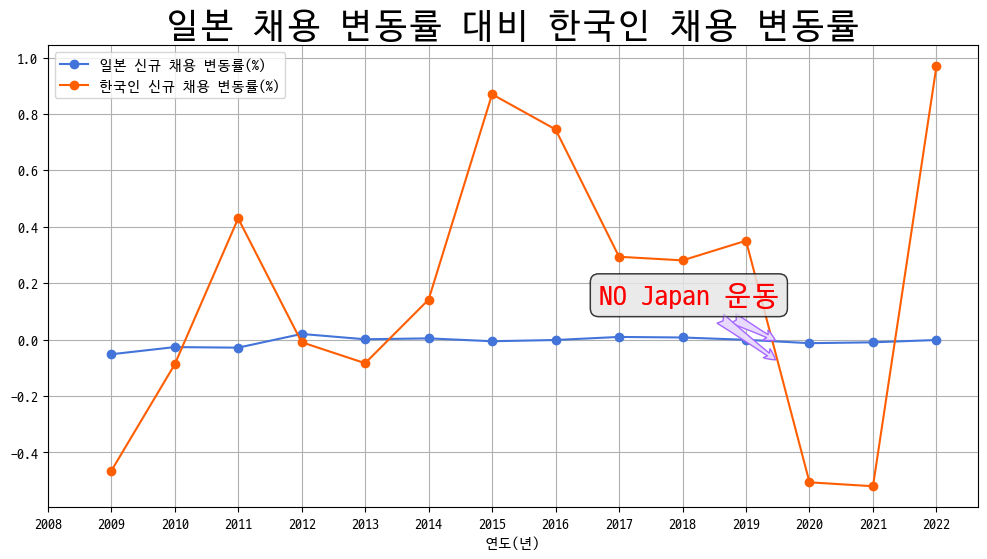 일본 채용 변동률 대비 한국인 채용 변동률
일본 신규 채용 변동률(%)
한국인 신규 채용 변동률(%)
1.0
0.8
0.6
0.4
0.2
0.0
−0.2
−0.4
NO Japan 운동
2008 2009 2010 2011 2012 2013 2014 2015 2016 2017 2018 2019 2020 2021 2022
연도(년)